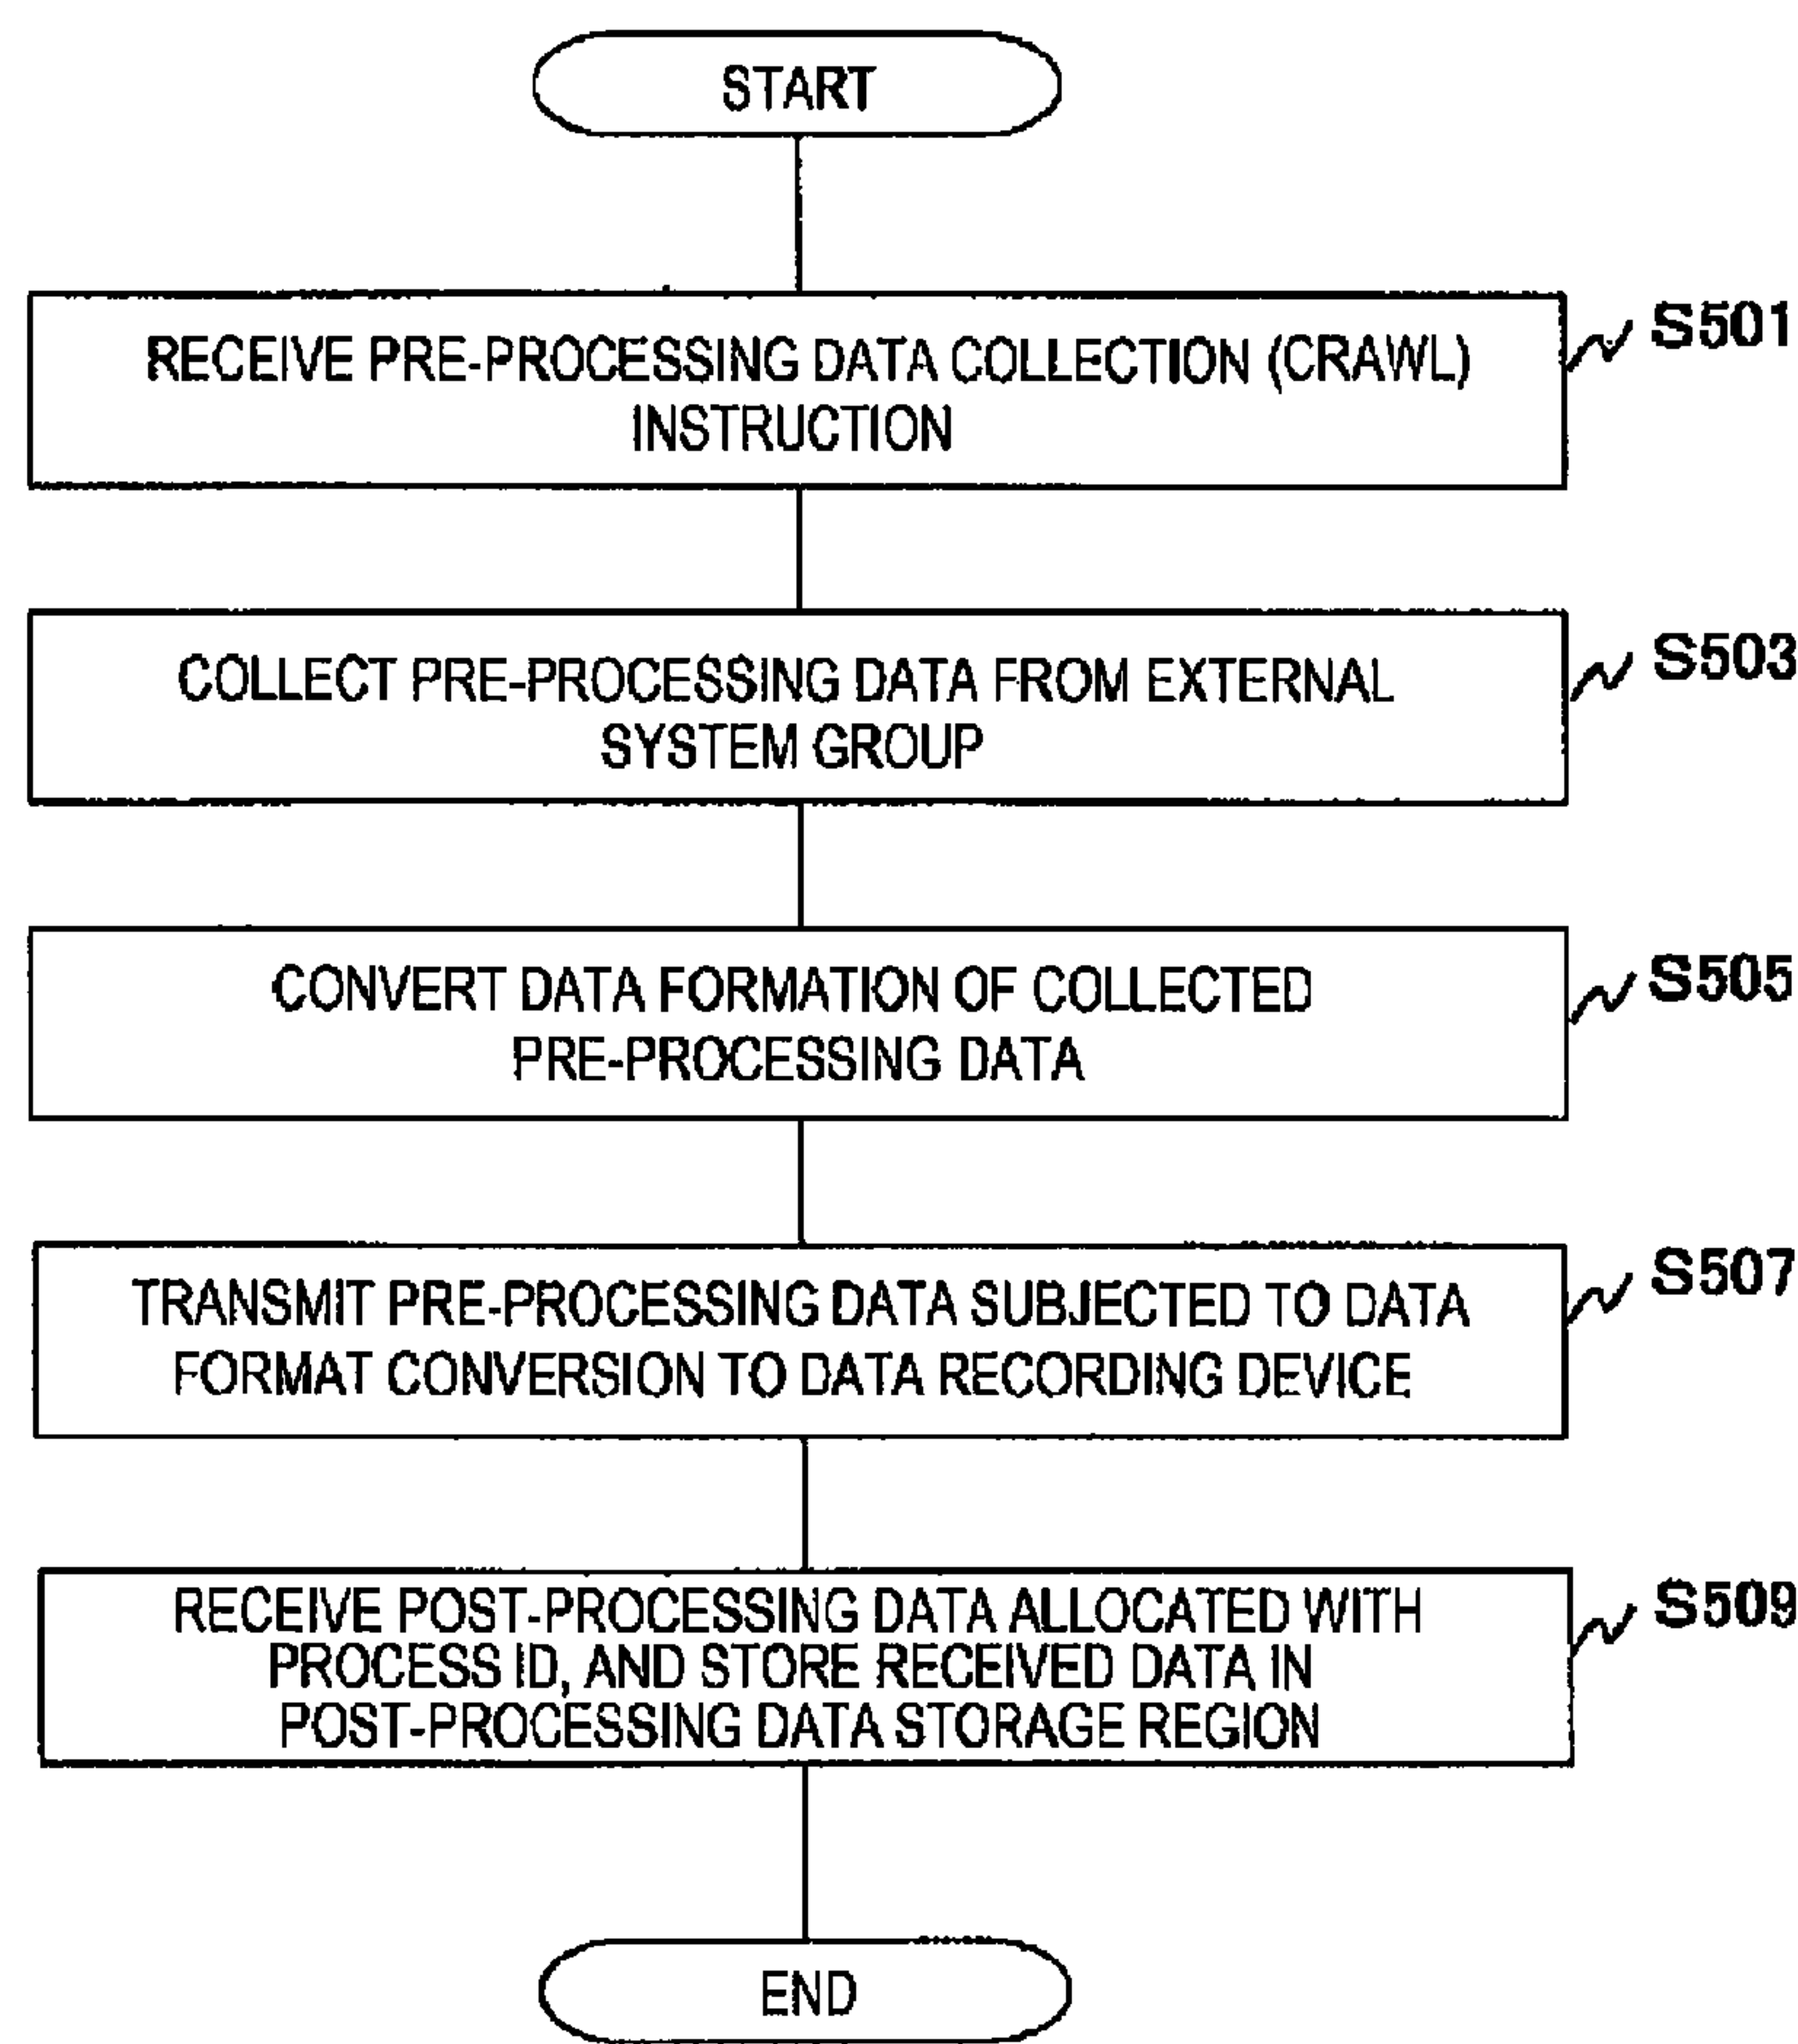 START
RECEIVE PRE-PROCESSING DATA COLLECTION (CRAWL)
INSTRUCTION
S501
COLLECT PRE-PROCESSING DATA FROM EXTERNAL
SYSTEM GROUP
S503
CONVERT DATA FORMATION OF COLLECTED
PRE-PROCESSING DATA
S505
TRANSMIT PRE-PROCESSING DATA SUBJECTED TO DATA
FORMAT CONVERSION TO DATA RECORDING DEVICE
S507
RECEIVE POST-PROCESSING DATA ALLOCATED WITH
PROCESS ID, AND STORE RECEIVED DATA IN
POST-PROCESSING DATA STORAGE REGION
S509
END